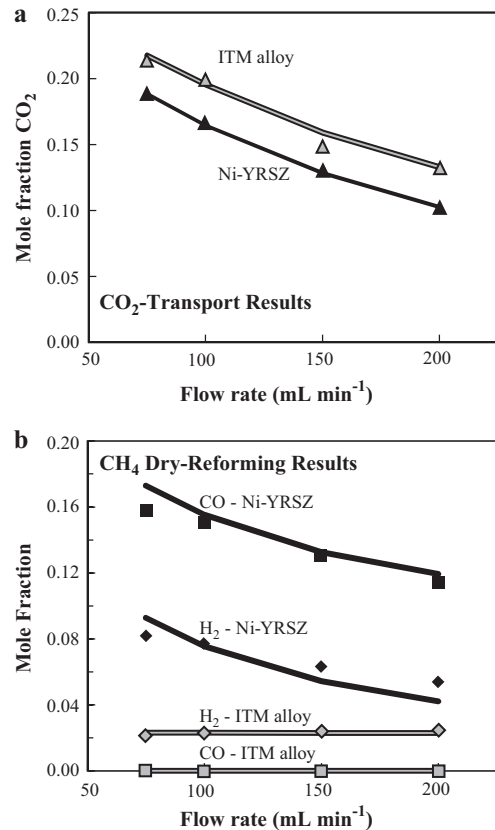 a
0.25
ITM alloy
0.20
0.15
Ni-YRSZ
0.10
0.05
CO₂-Transport Results
0.00
50 100 150 200
Mole fraction CO₂
Flow rate (mL min⁻¹)
b
0.20
CH₄ Dry-Reforming Results
0.16
CO - Ni-YRSZ
0.12
H₂ - Ni-YRSZ
0.08
0.04
H₂ - ITM alloy
CO - ITM alloy
0.00
50 100 150 200
Mole Fraction
Flow rate (mL min⁻¹)